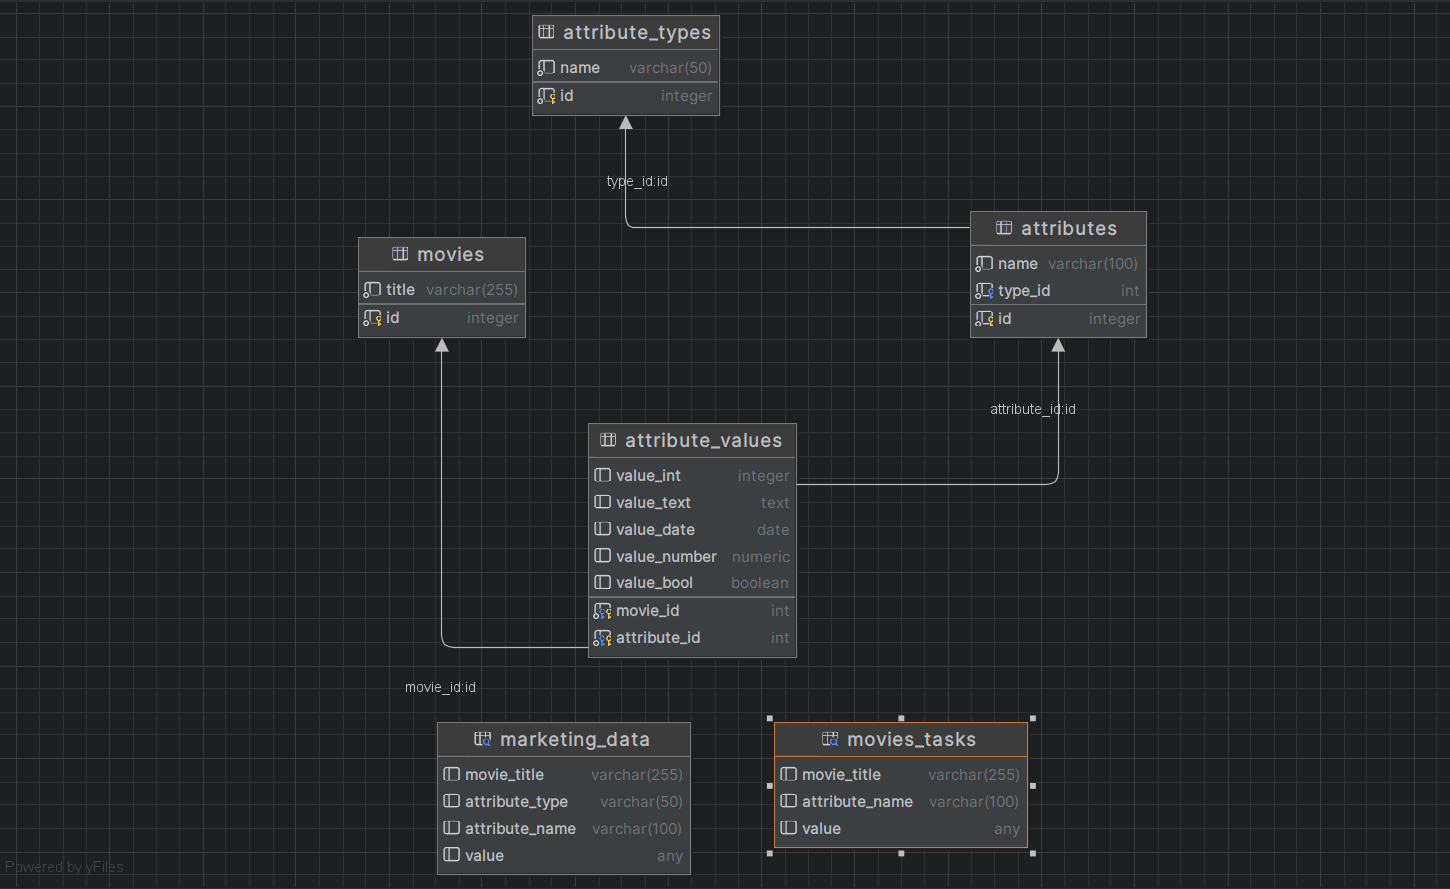 attribute_types
name varchar(50)
id integer
type_id:id
attributes
name varchar(100)
type_id int
id integer
movies
title varchar(255)
id integer
attribute_id:id
attribute_values
value_int integer
value_text text
value_date date
value_number numeric
value_bool boolean
movie_id int
attribute_id int
movie_id:id
marketing_data
movie_title varchar(255)
attribute_type varchar(50)
attribute_name varchar(100)
value any
movies_tasks
movie_title varchar(255)
attribute_name varchar(100)
value any
Powered by yFiles